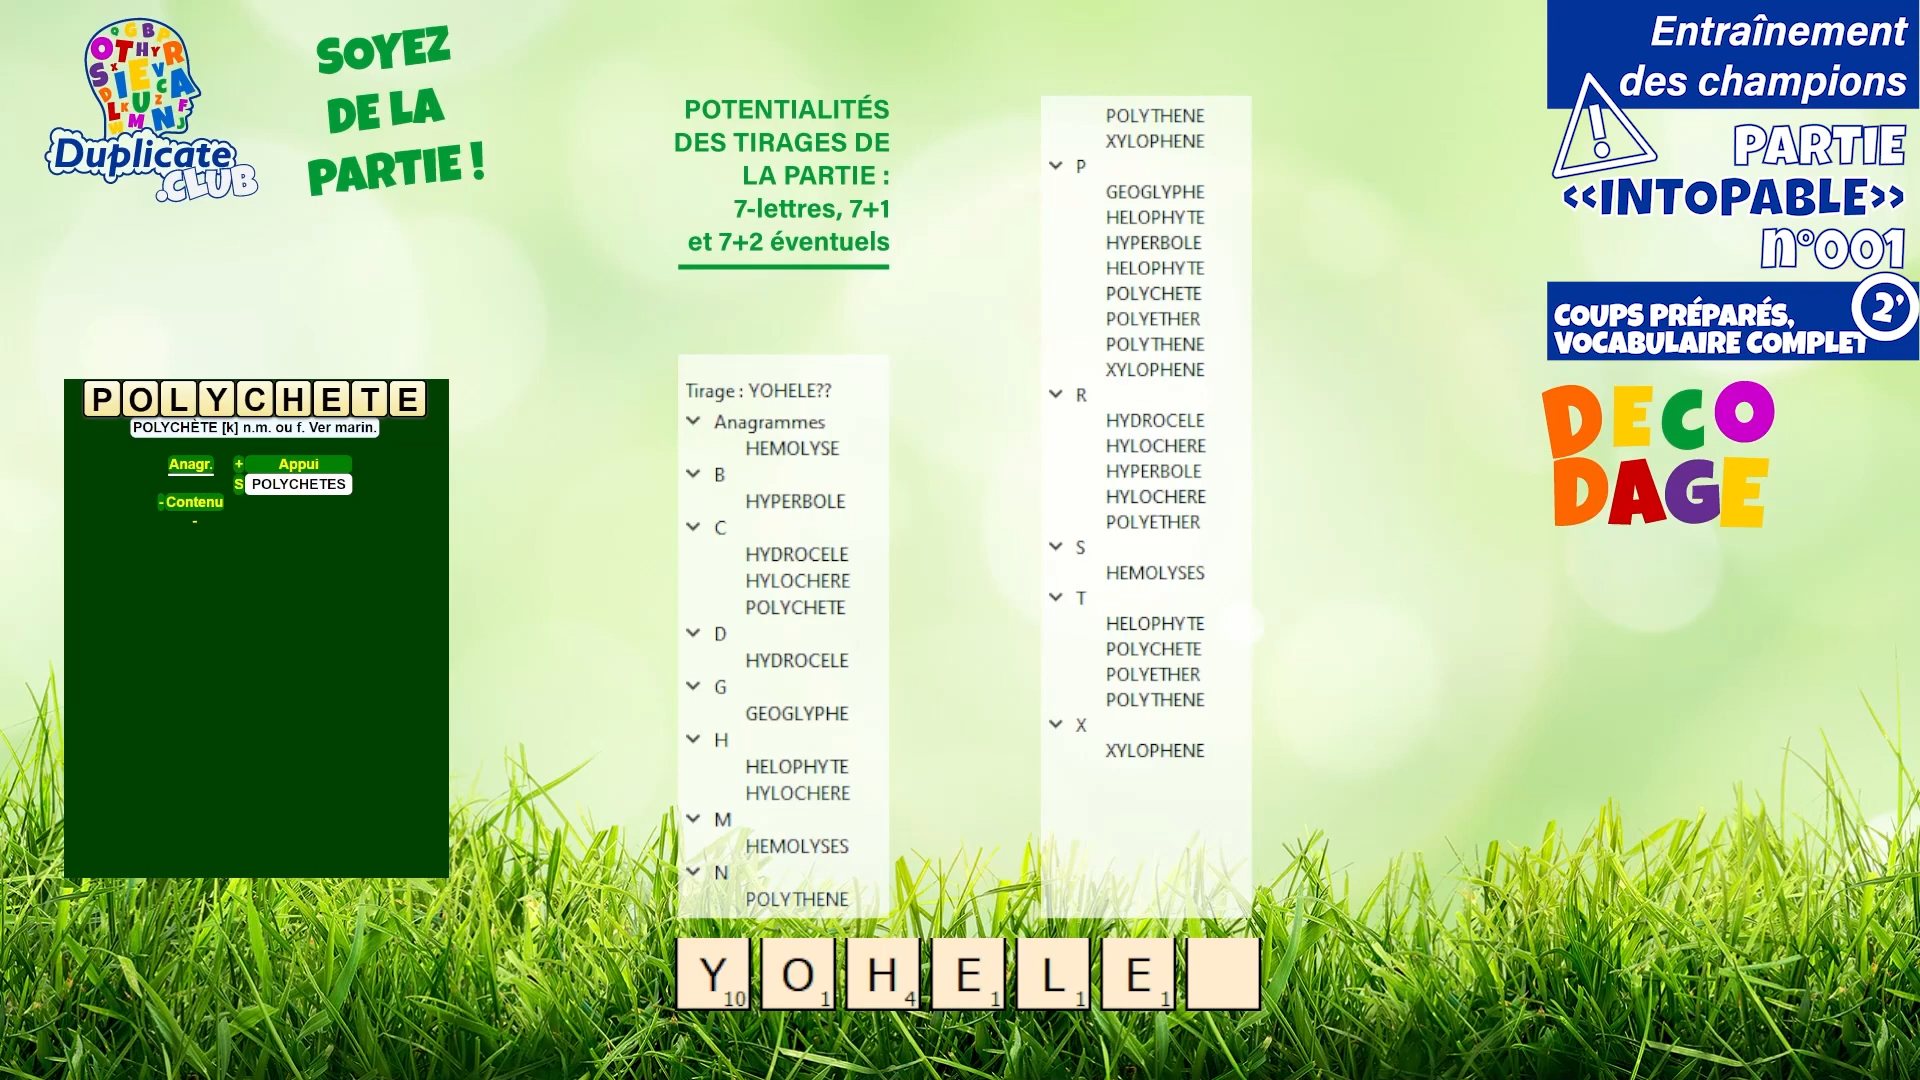 Duplicate
.CLUB
SOYEZ
DE LA
PARTIE !
POLYCHETE
POLYCHÈTE [k] n.m. ou f. Ver marin.
Anagr.
+ Appui
S POLYCHETES
- Contenu
-
POTENTIALITÉS
DES TIRAGES DE
LA PARTIE :
7-lettres, 7+1
et 7+2 éventuels
Tirage : YOHELE??
Anagrammes
HEMOLYSE
B
HYPERBOLE
C
HYDROCELE
HYLOCHERE
POLYCHETE
D
HYDROCELE
G
GEOGLYPHE
H
HELOPHYTE
HYLOCHERE
M
HEMOLYSES
N
POLYTHENE
POLYTHENE
XYLOPHENE
P
GEOGLYPHE
HELOPHYTE
HYPERBOLE
HELOPHYTE
POLYCHETE
POLYETHER
POLYTHENE
XYLOPHENE
R
HYDROCELE
HYLOCHERE
HYPERBOLE
HYLOCHERE
POLYETHER
S
HEMOLYSES
T
HELOPHYTE
POLYCHETE
POLYETHER
POLYTHENE
X
XYLOPHENE
Y10 O1 H4 E1 L1 E1
Entraînement
des champions
! PARTIE
<<INToPABLE>>
n°001
COUPS PRÉPARÉS,
VOCABULAIRE COMPLET
2'
DECO
DAGE